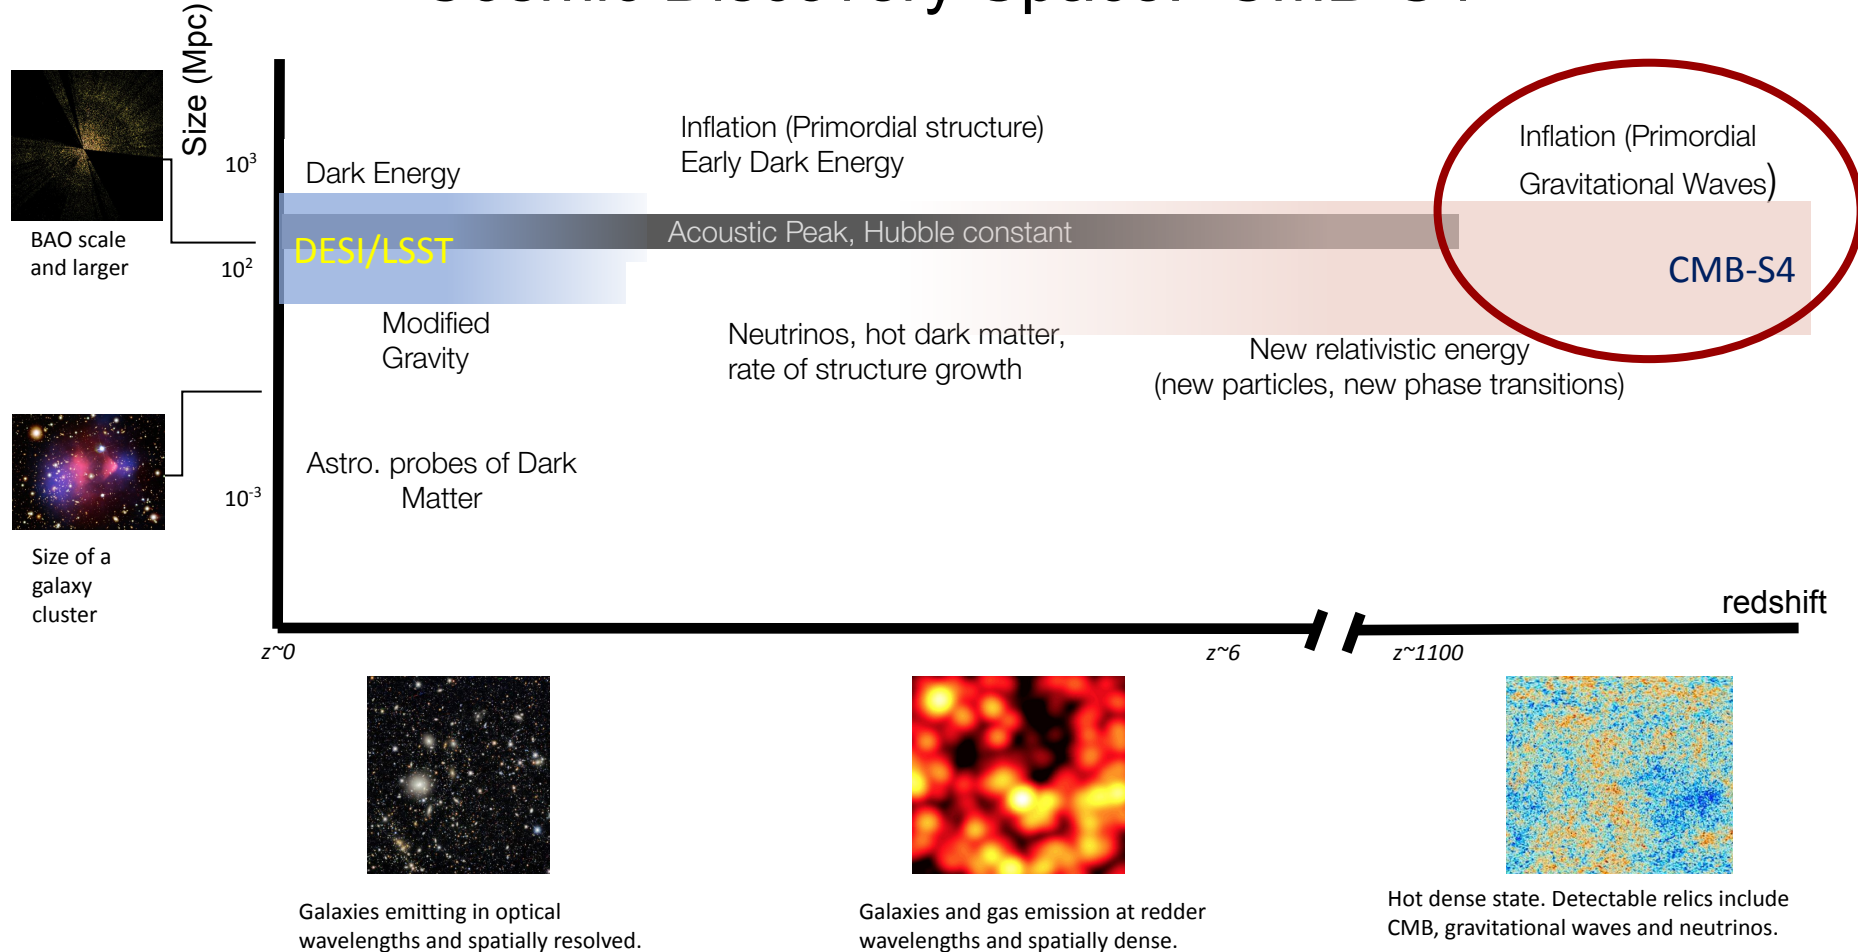 Size (Mpc)
10³
10²
10⁻³
BAO scale
and larger
Size of a
galaxy
cluster
Dark Energy
DESI/LSST
Modified
Gravity
Astro. probes of Dark
Matter
Inflation (Primordial structure)
Early Dark Energy
Acoustic Peak, Hubble constant
Neutrinos, hot dark matter,
rate of structure growth
Inflation (Primordial
Gravitational Waves)
CMB-S4
New relativistic energy
(new particles, new phase transitions)
redshift
z~0
z~6
z~1100
Galaxies emitting in optical
wavelengths and spatially resolved.
Galaxies and gas emission at redder
wavelengths and spatially dense.
Hot dense state. Detectable relics include
CMB, gravitational waves and neutrinos.